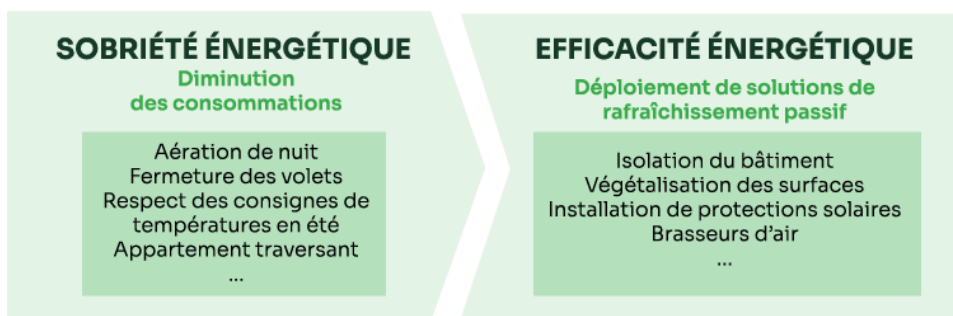 SOBRIÉTÉ ÉNERGÉTIQUE
Diminution
des consommations
Aération de nuit
Fermeture des volets
Respect des consignes de
températures en été
Appartement traversant
...
EFFICACITÉ ÉNERGÉTIQUE
Déploiement de solutions de
rafraîchissement passif
Isolation du bâtiment
Végétalisation des surfaces
Installation de protections solaires
Brasseurs d'air
...